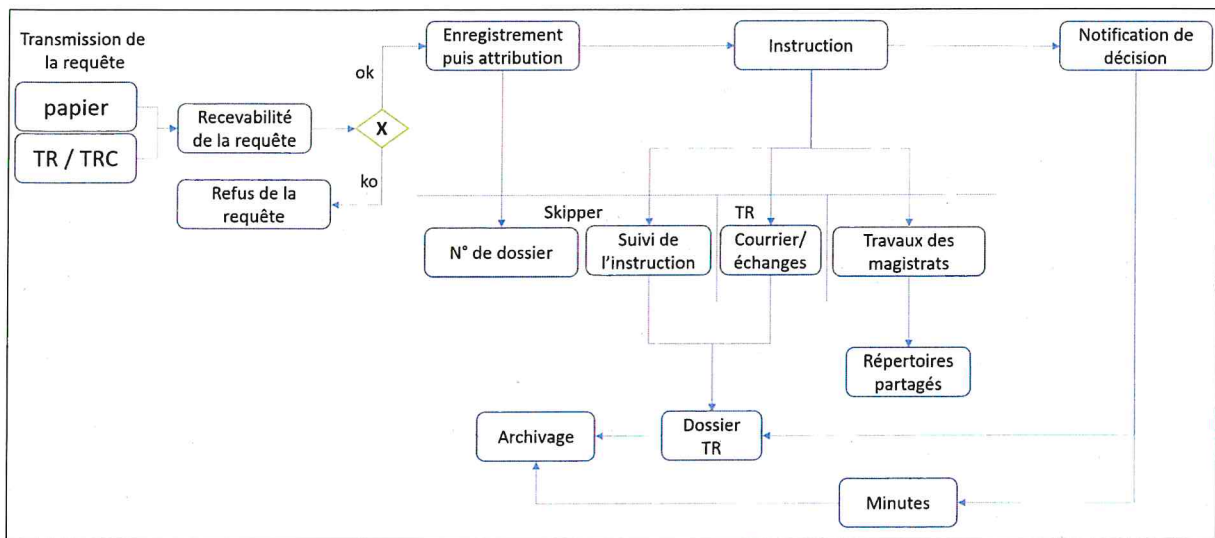 Transmission de
la requête
papier
TR / TRC
Recevabilité
de la requête
X
ok
ko
Refus de la
requête
Enregistrement
puis attribution
Instruction
Notification de
décision
Skipper
TR
N° de dossier
Suivi de
l'instruction
Courrier/
échanges
Travaux des
magistrats
Répertoires
partagés
Archivage
Dossier
TR
Minutes